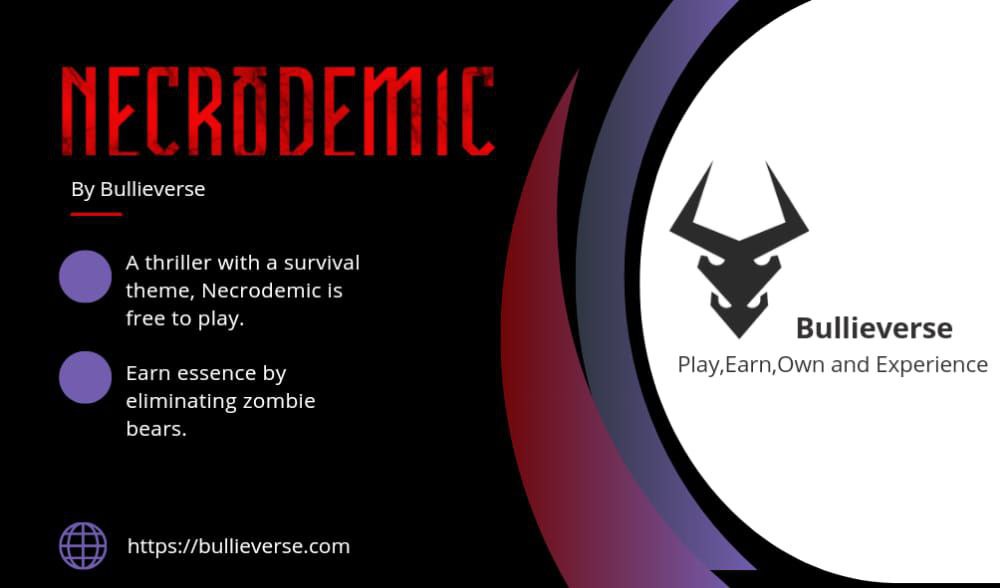 NECRODEMIC
By Bullieverse
A thriller with a survival
theme, Necrodemic is
free to play.
Earn essence by
eliminating zombie
bears.
https://bullieverse.com
Bullieverse
Play,Earn,Own and Experience